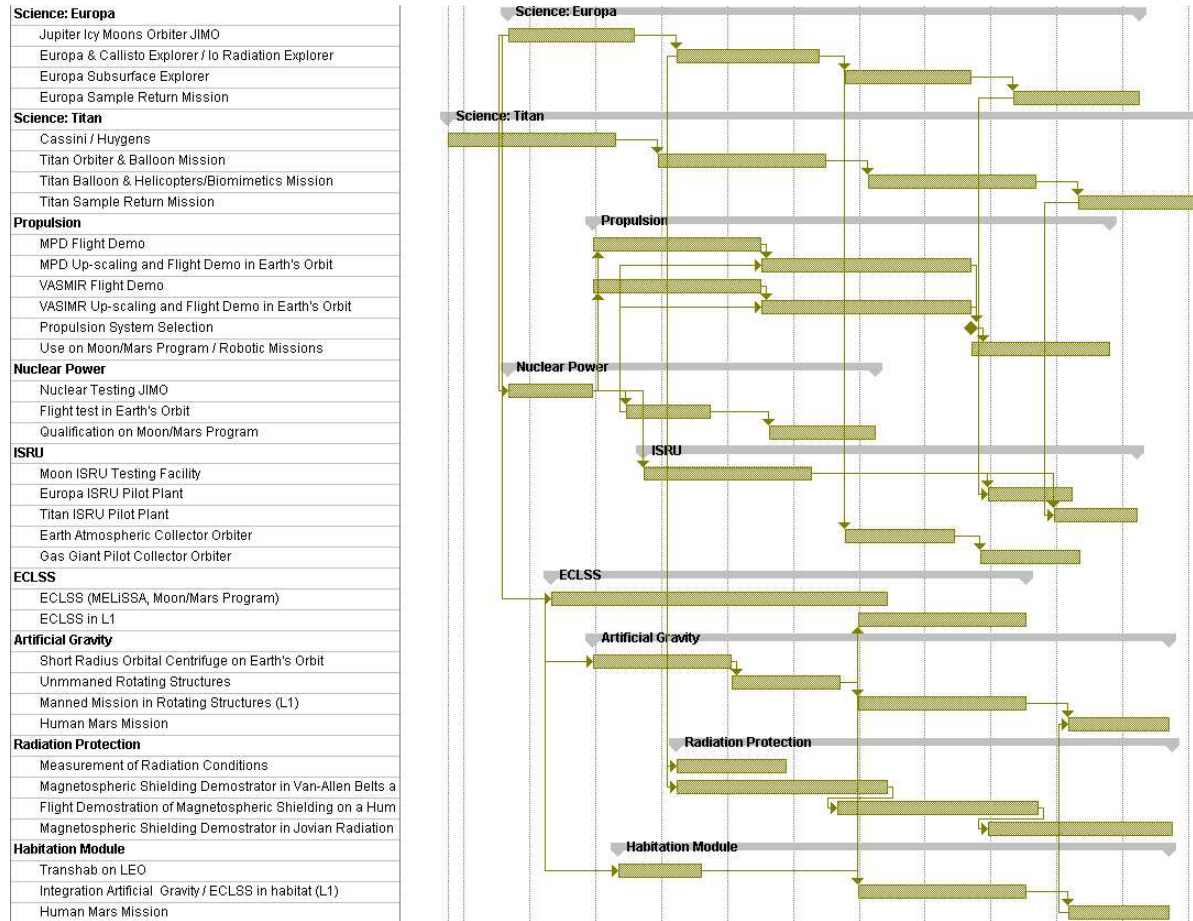 Science: Europa
Science: Europa
Jupiter Icy Moons Orbiter JIMO
Europa & Callisto Explorer / Io Radiation Explorer
Europa Subsurface Explorer
Europa Sample Return Mission
Science: Titan
Science: Titan
Cassini / Huygens
Titan Orbiter & Balloon Mission
Titan Balloon & Helicopters/Biomimetics Mission
Titan Sample Return Mission
Propulsion
Propulsion
MPD Flight Demo
MPD Up-scaling and Flight Demo in Earth's Orbit
VASMIR Flight Demo
VASIMR Up-scaling and Flight Demo in Earth's Orbit
Propulsion System Selection
Use on Moon/Mars Program / Robotic Missions
Nuclear Power
Nuclear Power
Nuclear Testing JIMO
Flight test in Earth's Orbit
Qualification on Moon/Mars Program
ISRU
ISRU
Moon ISRU Testing Facility
Europa ISRU Pilot Plant
Titan ISRU Pilot Plant
Earth Atmospheric Collector Orbiter
Gas Giant Pilot Collector Orbiter
ECLSS
ECLSS
ECLSS (MELiSSA, Moon/Mars Program)
ECLSS in L1
Artificial Gravity
Artificial Gravity
Short Radius Orbital Centrifuge on Earth's Orbit
Unmmaned Rotating Structures
Manned Mission in Rotating Structures (L1)
Human Mars Mission
Radiation Protection
Radiation Protection
Measurement of Radiation Conditions
Magnetospheric Shielding Demostrator in Van-Allen Belts a
Flight Demostration of Magnetospheric Shielding on a Hum
Magnetospheric Shielding Demostrator in Jovian Radiation
Habitation Module
Habitation Module
Transhab on LEO
Integration Artificial Gravity / ECLSS in habitat (L1)
Human Mars Mission